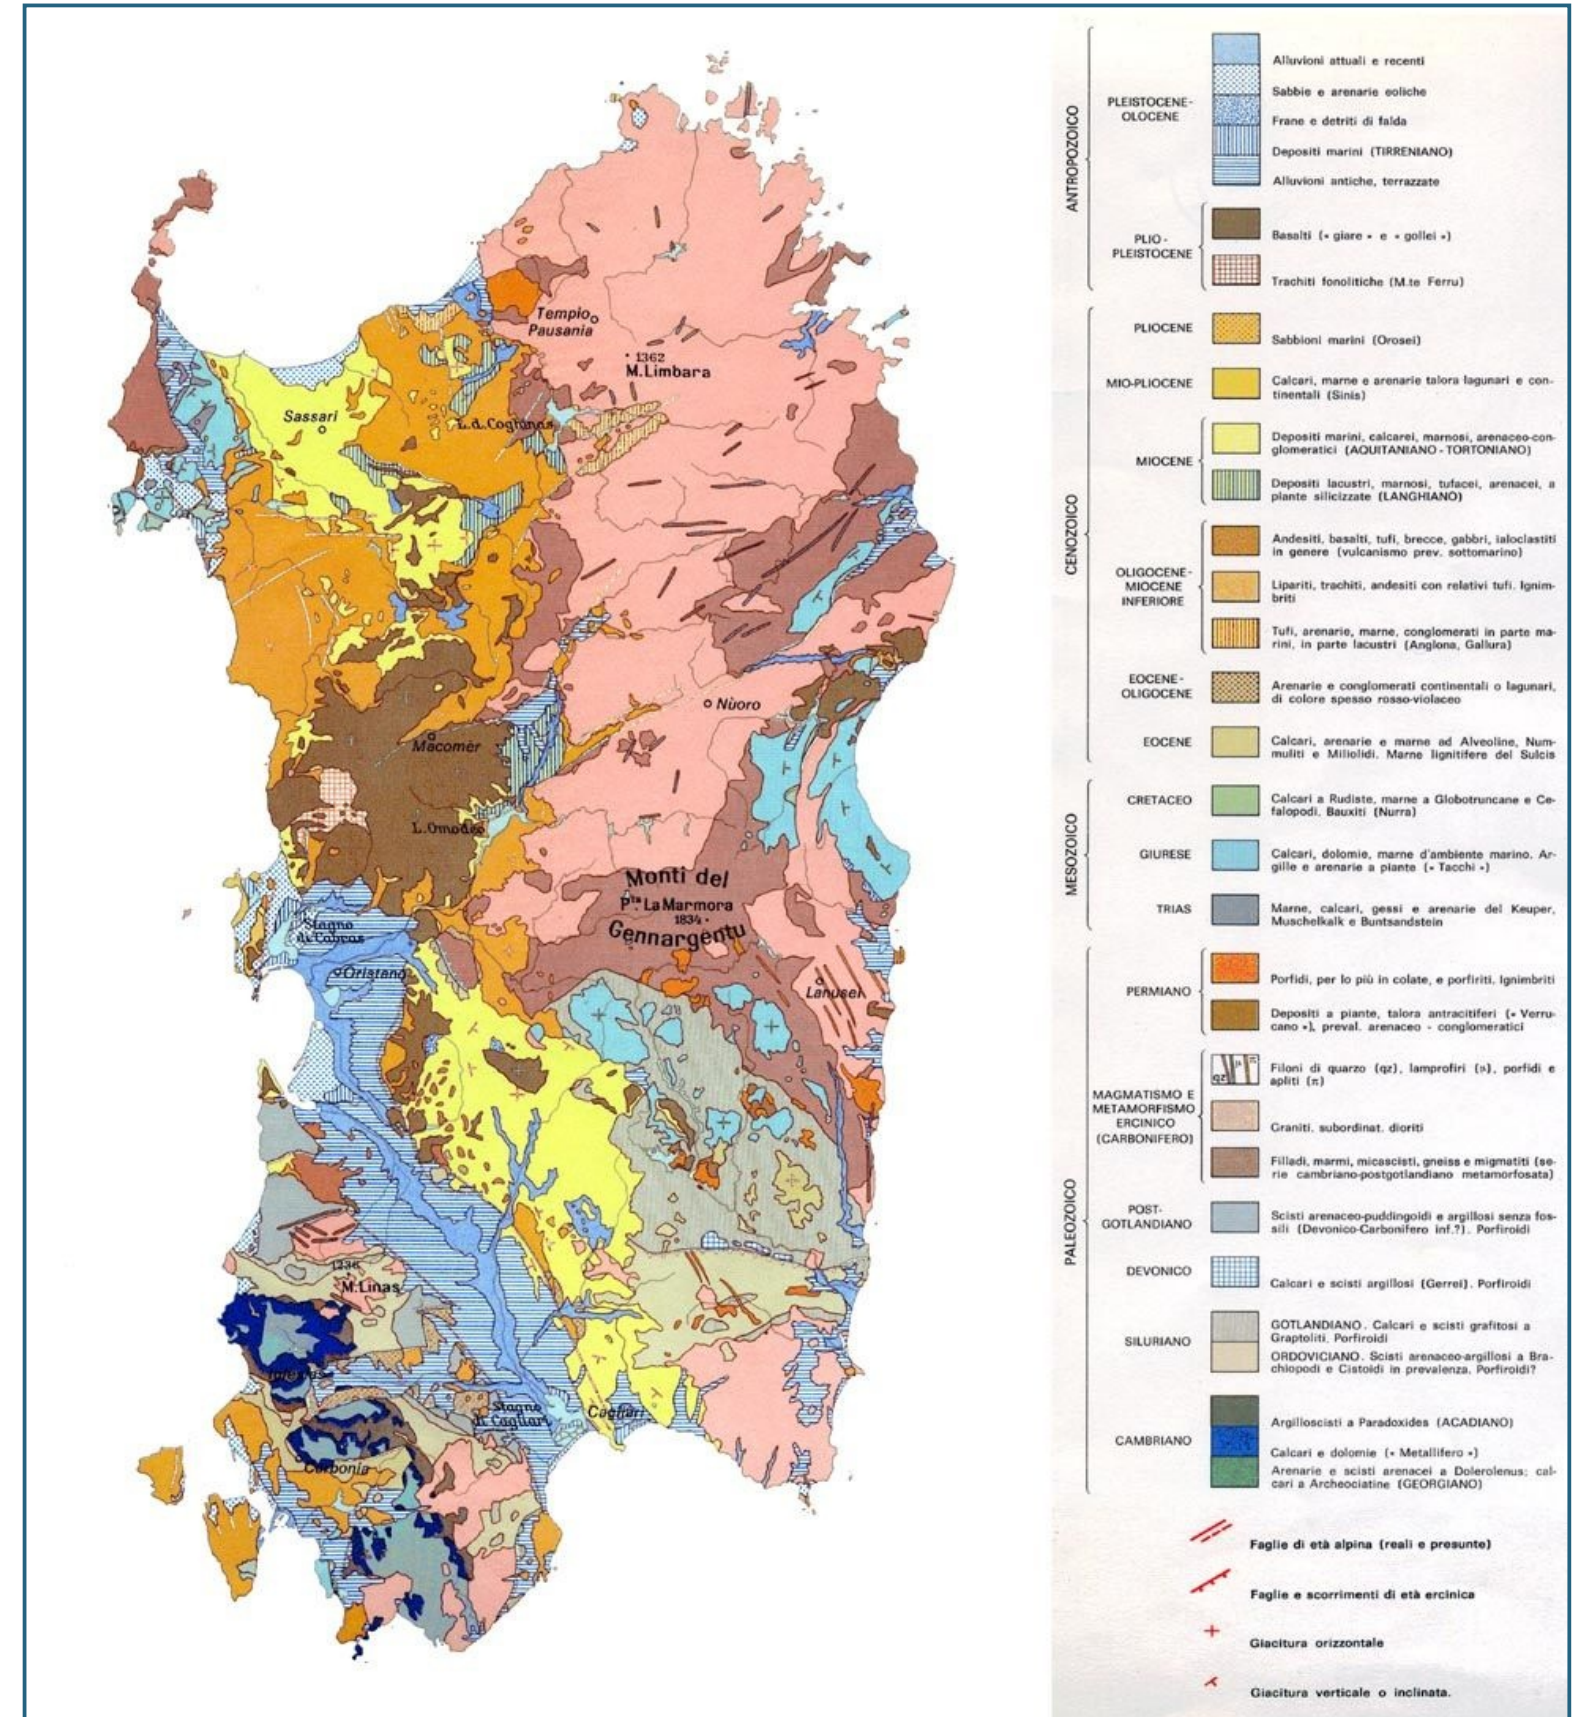 Tempio
Pausania
1362
M.Limbara
Sassari
L.d.Coghinas
Nùoro
Macomèr
L.Omodeo
Monti del
Pta La Marmora
1834
Gennargentu
Stagno
di Cabras
Oristano
Lanusei
1236
M.Linas
Iglesias
Stagno
di Cagliari
Cagliari
Carbonia
ANTROPOZOICO
PLEISTOCENE-
OLOCENE
Alluvioni attuali e recenti
Sabbie e arenarie eoliche
Frane e detriti di falda
Depositi marini (TIRRENIANO)
Alluvioni antiche, terrazzate
PLIO -
PLEISTOCENE
Basalti (« giare » e « gollei »)
Trachiti fonolitiche (M.te Ferru)
CENOZOICO
PLIOCENE
Sabbioni marini (Orosei)
MIO-PLIOCENE
Calcari, marne e arenarie talora lagunari e con-
tinentali (Sinis)
MIOCENE
Depositi marini, calcarei, marnosi, arenaceo-con-
glomeratici (AQUITANIANO - TORTONIANO)
Depositi lacustri, marnosi, tufacei, arenacei, a
piante silicizzate (LANGHIANO)
OLIGOCENE-
MIOCENE
INFERIORE
Andesiti, basalti, tufi, brecce, gabbri, ialoclastiti
in genere (vulcanismo prev. sottomarino)
Lipariti, trachiti, andesiti con relativi tufi. Ignim-
briti
Tufi, arenarie, marne, conglomerati in parte ma-
rini, in parte lacustri (Anglona, Gallura)
EOCENE-
OLIGOCENE
Arenarie e conglomerati continentali o lagunari,
di colore spesso rosso-violaceo
EOCENE
Calcari, arenarie e marne ad Alveoline, Num-
muliti e Miliolidi. Marne lignitifere del Sulcis
MESOZOICO
CRETACEO
Calcari a Rudiste, marne a Globotruncane e Ce-
falopodi. Bauxiti (Nurra)
GIURESE
Calcari, dolomie, marne d'ambiente marino. Ar-
gille e arenarie a piante (« Tacchi »)
TRIAS
Marne, calcari, gessi e arenarie del Keuper,
Muschelkalk e Buntsandstein
PALEOZOICO
PERMIANO
Porfidi, per lo più in colate, e porfiriti. Ignimbriti
Depositi a piante, talora antracitiferi (« Verru-
cano »), preval. arenaceo - conglomeratici
MAGMATISMO E
METAMORFISMO
ERCINICO
(CARBONIFERO)
qz μ π
Filoni di quarzo (qz), lamprofiri (μ), porfidi e
apliti (π)
Graniti. subordinat. dioriti
Filladi, marmi, micascisti, gneiss e migmatiti (se-
rie cambriano-postgotlandiano metamorfosata)
POST-
GOTLANDIANO
Scisti arenaceo-puddingoidi e argillosi senza fos-
sili (Devonico-Carbonifero inf.?). Porfiroidi
DEVONICO
Calcari e scisti argillosi (Gerrei). Porfiroidi
SILURIANO
GOTLANDIANO. Calcari e scisti grafitosi a
Graptoliti. Porfiroidi
ORDOVICIANO. Scisti arenaceo-argillosi a Bra-
chiopodi e Cistoidi in prevalenza. Porfiroidi?
CAMBRIANO
Argilloscisti a Paradoxides (ACADIANO)
Calcari e dolomie (« Metallifero »)
Arenarie e scisti arenacei a Dolerolenus; cal-
cari a Archeociatine (GEORGIANO)
Faglie di età alpina (reali e presunte)
Faglie e scorrimenti di età ercinica
Giacitura orizzontale
Giacitura verticale o inclinata.